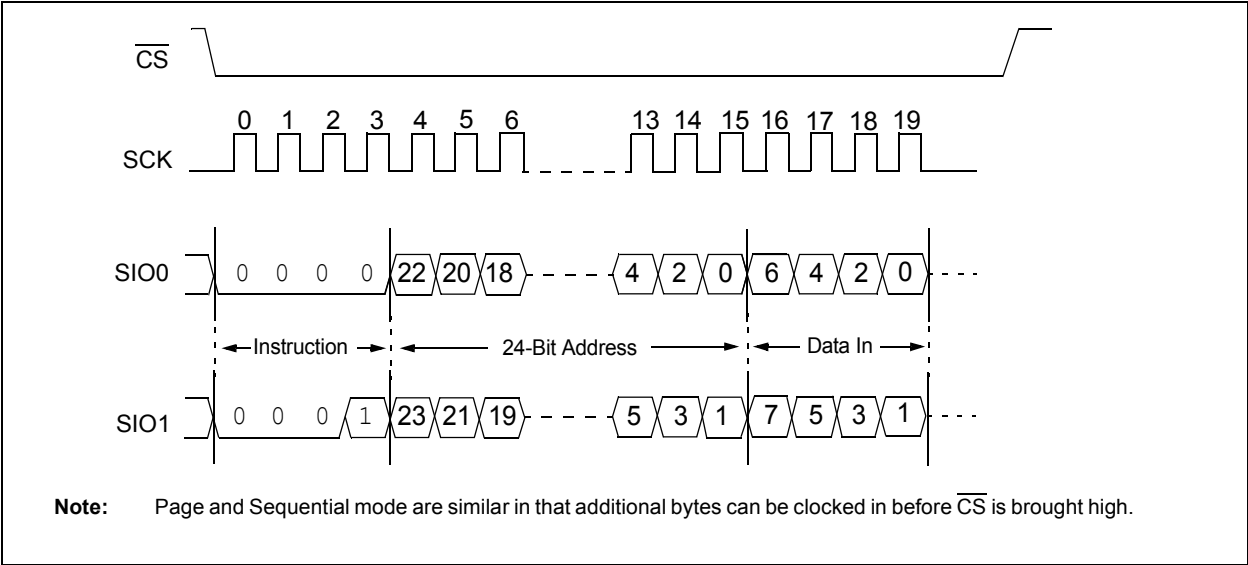 CS
0 1 2 3 4 5 6 13 14 15 16 17 18 19
SCK
SIO0 0 0 0 0 22 20 18 4 2 0 6 4 2 0
Instruction 24-Bit Address Data In
SIO1 0 0 0 1 23 21 19 5 3 1 7 5 3 1
Note: Page and Sequential mode are similar in that additional bytes can be clocked in before CS is brought high.